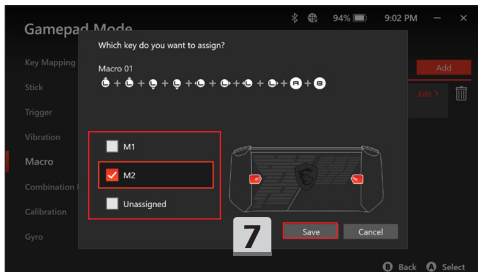 Gamepad Mode
94%
9:02 PM
Which key do you want to assign?
Key Mapping
Macro 01
Add
L + L + L + L + L + L + L + L + A + B
Stick
Edit >
Trigger
Vibration
M1
Macro
M2
Combination
Calibration
Unassigned
Gyro
7
Save
Cancel
B Back A Select